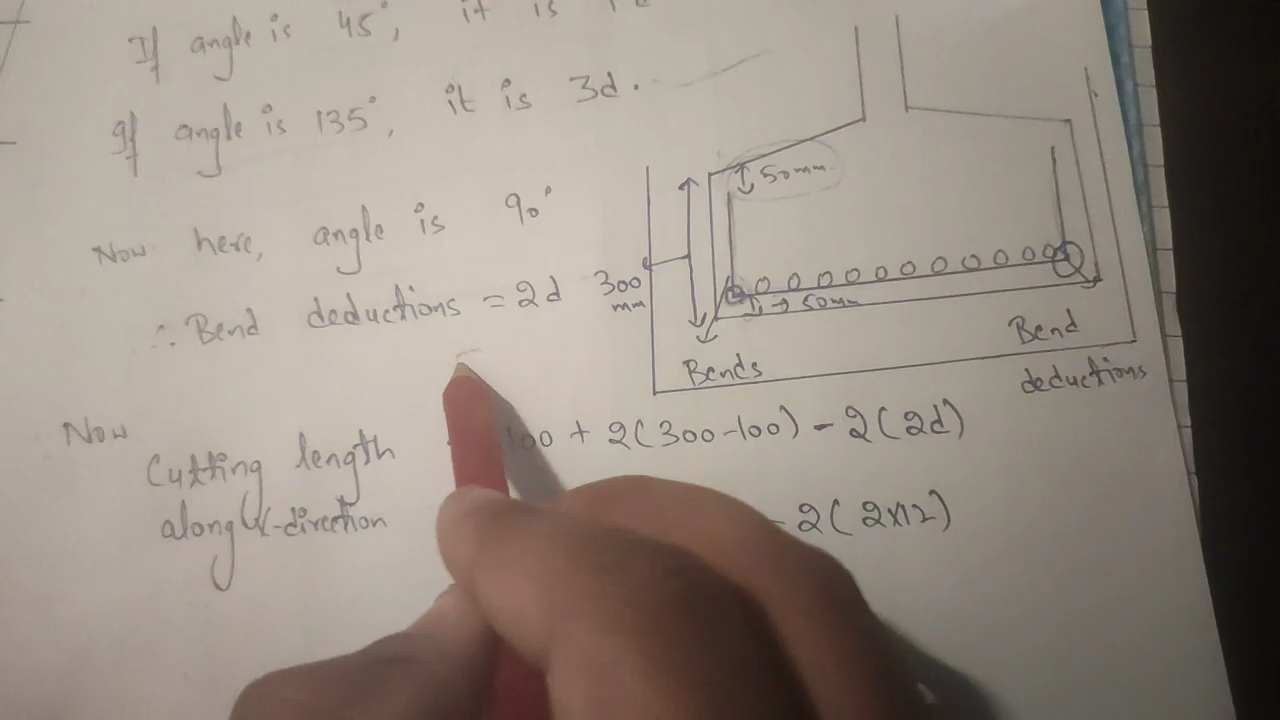 If angle is 45°, it is
If angle is 135°, it is 3d.
Now here, angle is 90°
∴ Bend deductions = 2d
50mm
300
mm
50mm
Bends
Bend
deductions
Now
Cutting length 100 + 2(300-100) - 2(2d)
along X-direction - 2(2x12)